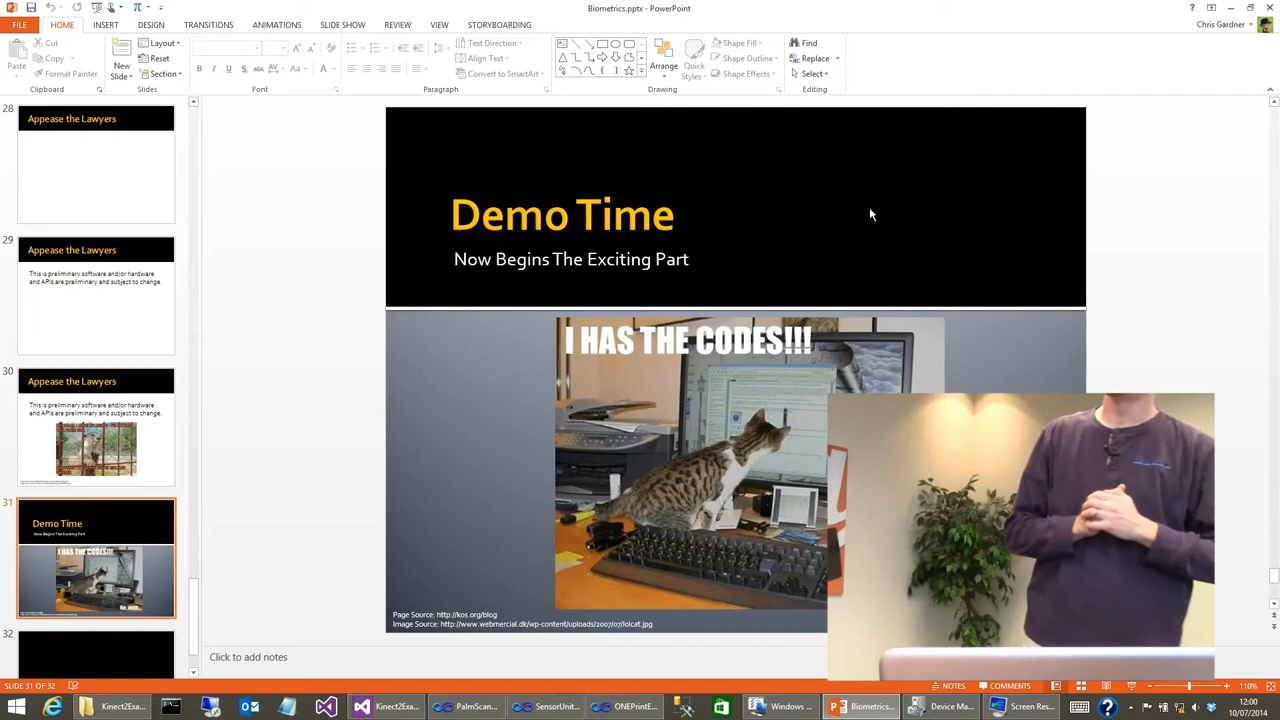 Biometrics.pptx - PowerPoint
FILE HOME INSERT DESIGN TRANSITIONS ANIMATIONS SLIDE SHOW REVIEW VIEW STORYBOARDING Chris Gardner
Paste
Cut
Copy
Format Painter
Clipboard
New
Slide
Layout
Reset
Section
Slides
Font
Text Direction
Align Text
Convert to SmartArt
Paragraph
Arrange
Quick
Styles
Shape Fill
Shape Outline
Shape Effects
Drawing
Find
Replace
Select
Editing
28
Appease the Lawyers
29
Appease the Lawyers
This is preliminary software and/or hardware
and APIs are preliminary and subject to change.
30
Appease the Lawyers
This is preliminary software and/or hardware
and APIs are preliminary and subject to change.
31
Demo Time
Now Begins The Exciting Part
I HAS THE CODES!!!
32
Demo Time
Now Begins The Exciting Part
I HAS THE CODES!!!
Page Source: http://kos.org/blog
Image Source: http://www.webmercial.dk/wp-content/uploads/2007/07/lolcat.jpg
Click to add notes
SLIDE 31 OF 32 NOTES COMMENTS 110%
Kinect2Exa... Kinect2Exa... PalmScan... SensorUnit... ONEPrintE... Windows ... Biometrics... Device Ma... Screen Res...
12:00
10/07/2014